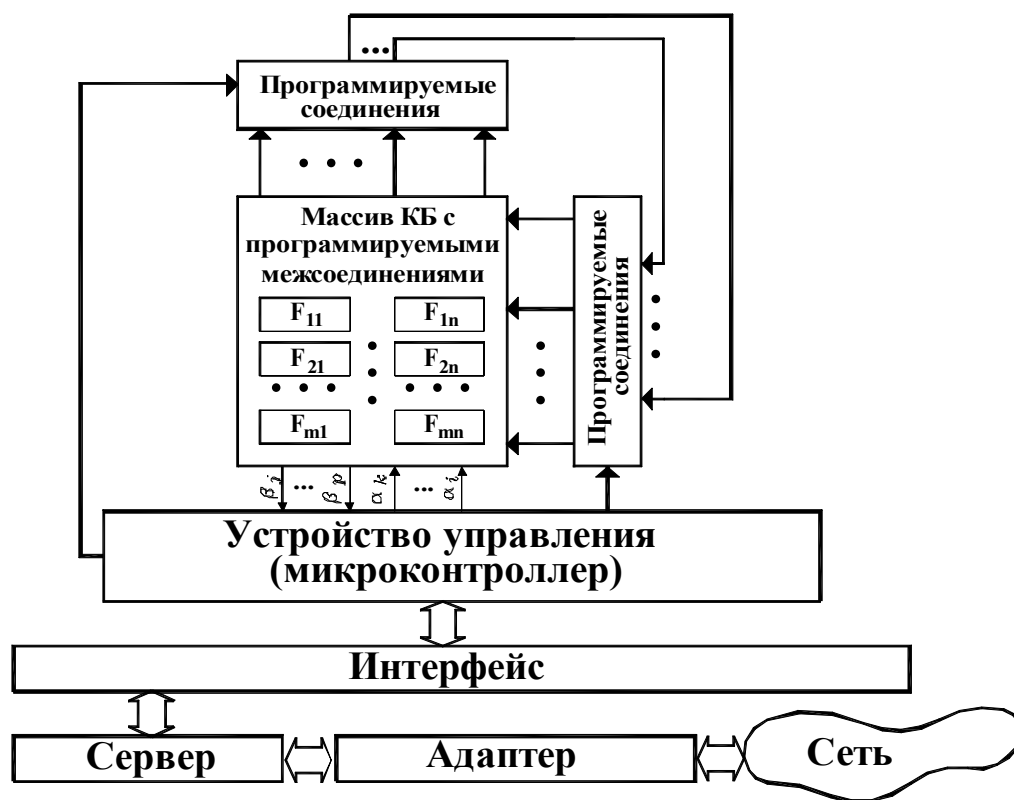 ...
Программируемые
соединения
. . .
Массив КБ с
программируемыми
межсоединениями
F11 F1n
F21 F2n
. . . . . .
Fm1 Fmn
Программируемые
соединения
βj ... βp αk ... αi
Устройство управления
(микроконтроллер)
Интерфейс
Сервер Адаптер Сеть